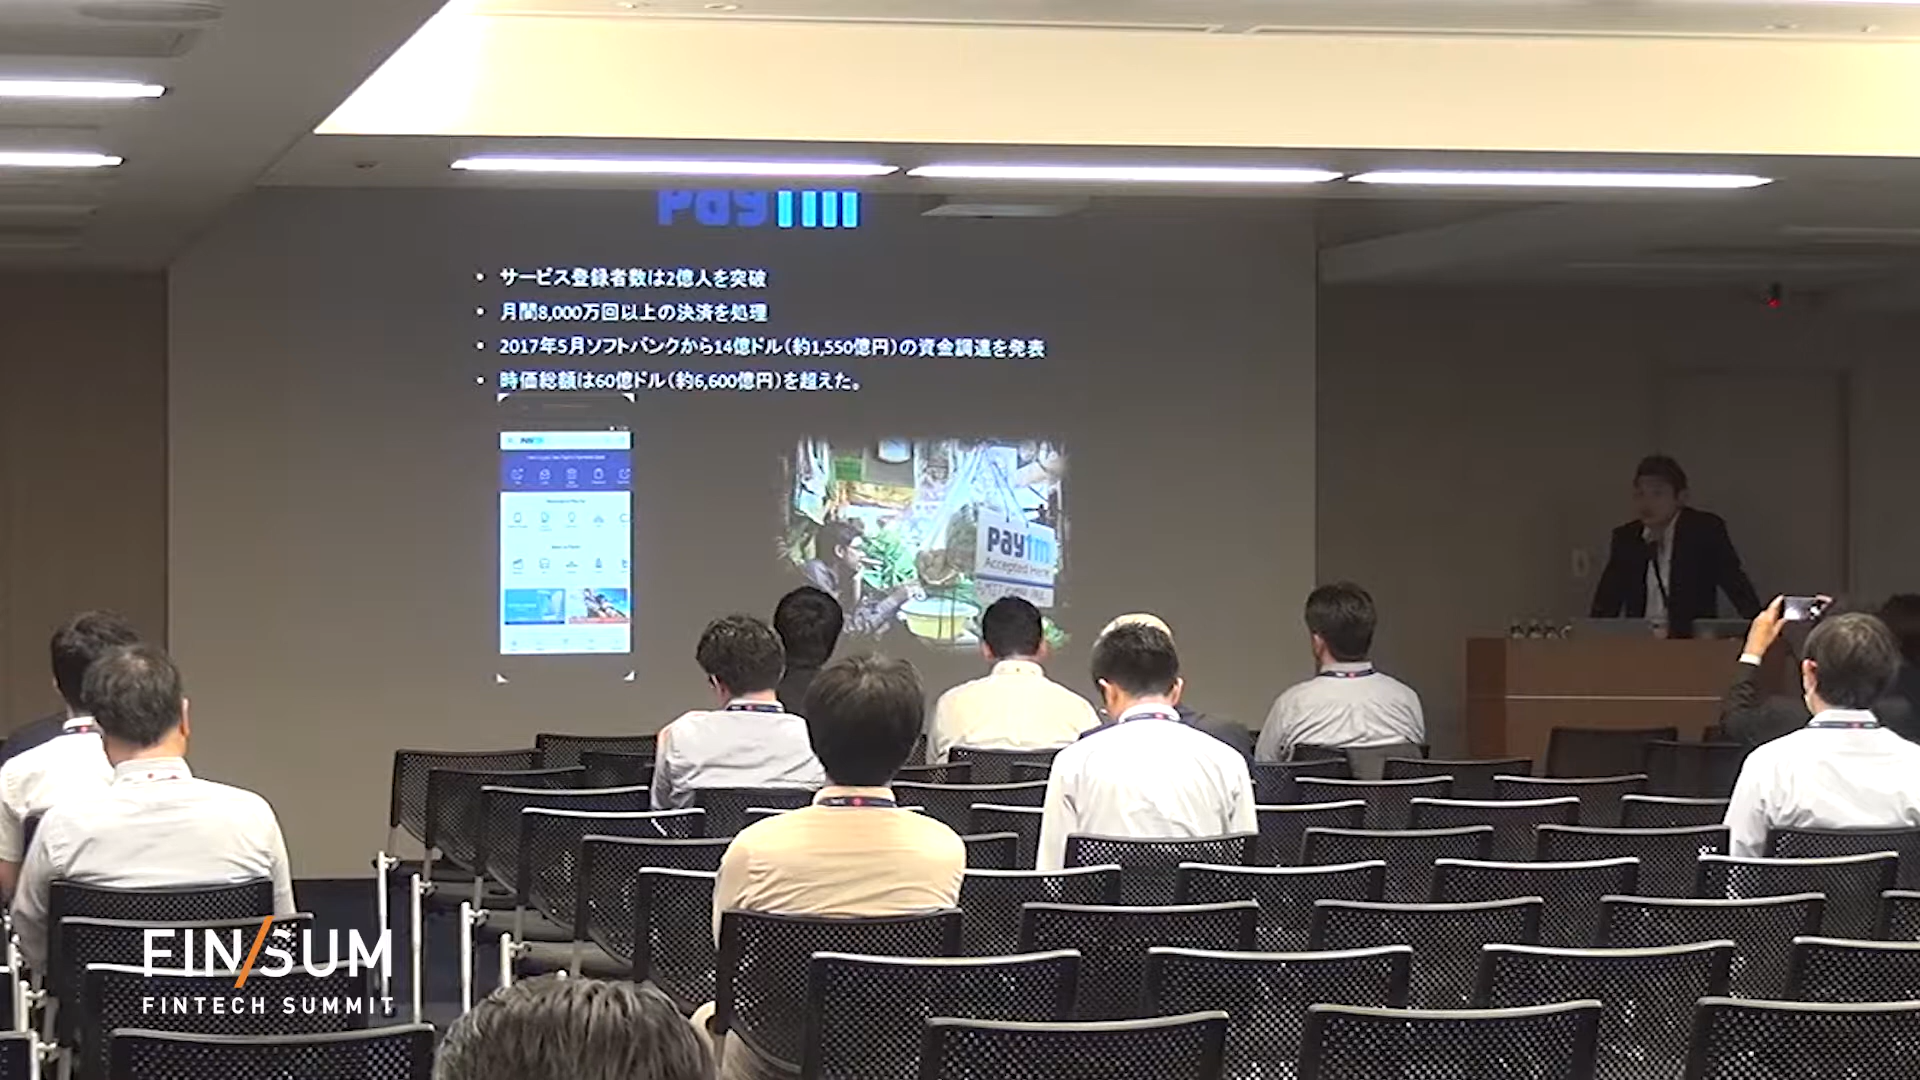 Paytm
• サービス登録者数は2億人を突破
• 月間8,000万回以上の決済を処理
• 2017年5月ソフトバンクから14億ドル(約1,550億円)の資金調達を発表
• 時価総額は60億ドル(約6,600億円)を超えた。
paytm
Accepted Here
FIN/SUM
FINTECH SUMMIT